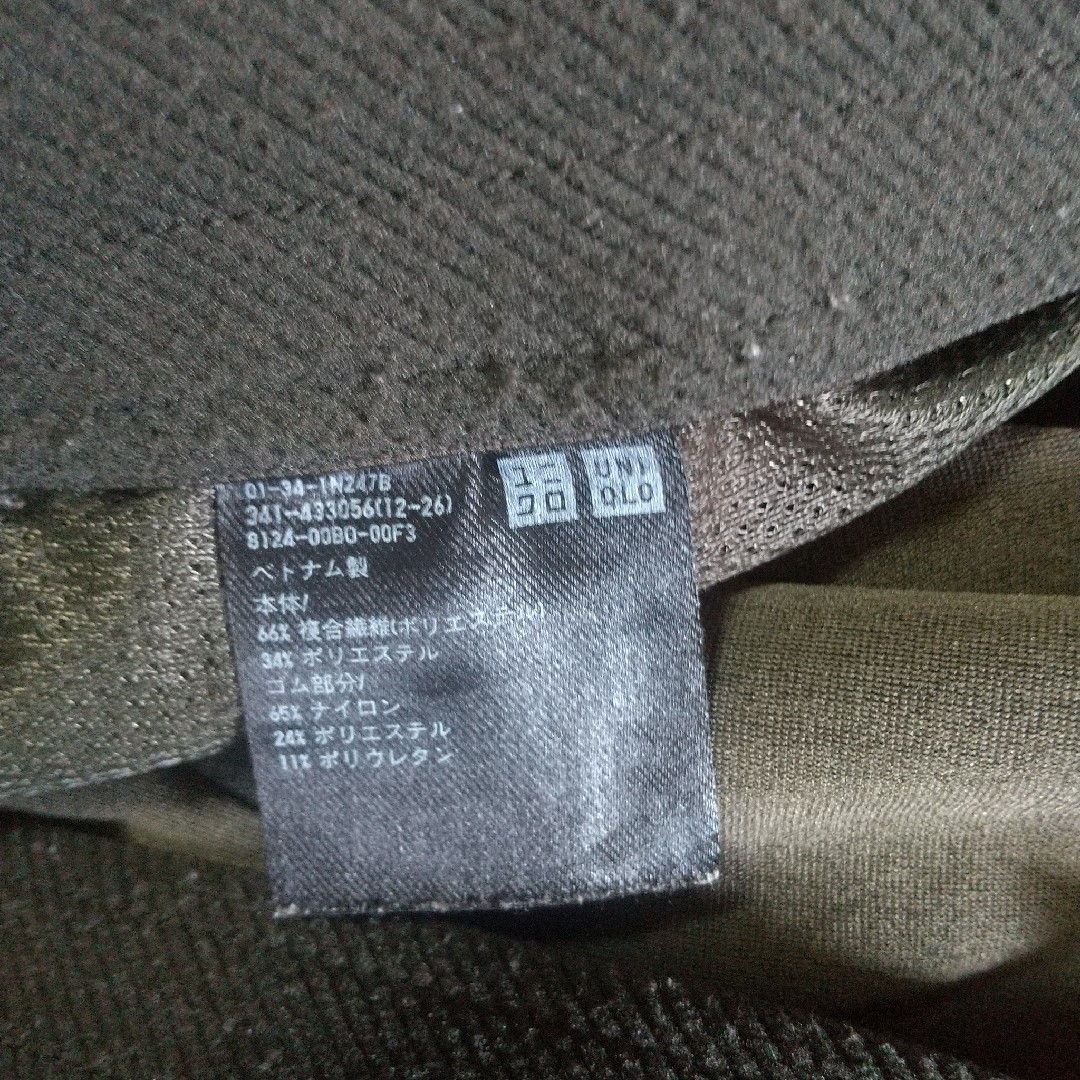 01-34-1N247B
341-433056(12-26)
8124-00B0-00F3
ユニ
クロ
UNI
QLO
ベトナム製
本体/
66% 複合繊維(ポリエステル)
34% ポリエステル
ゴム部分/
65% ナイロン
24% ポリエステル
11% ポリウレタン